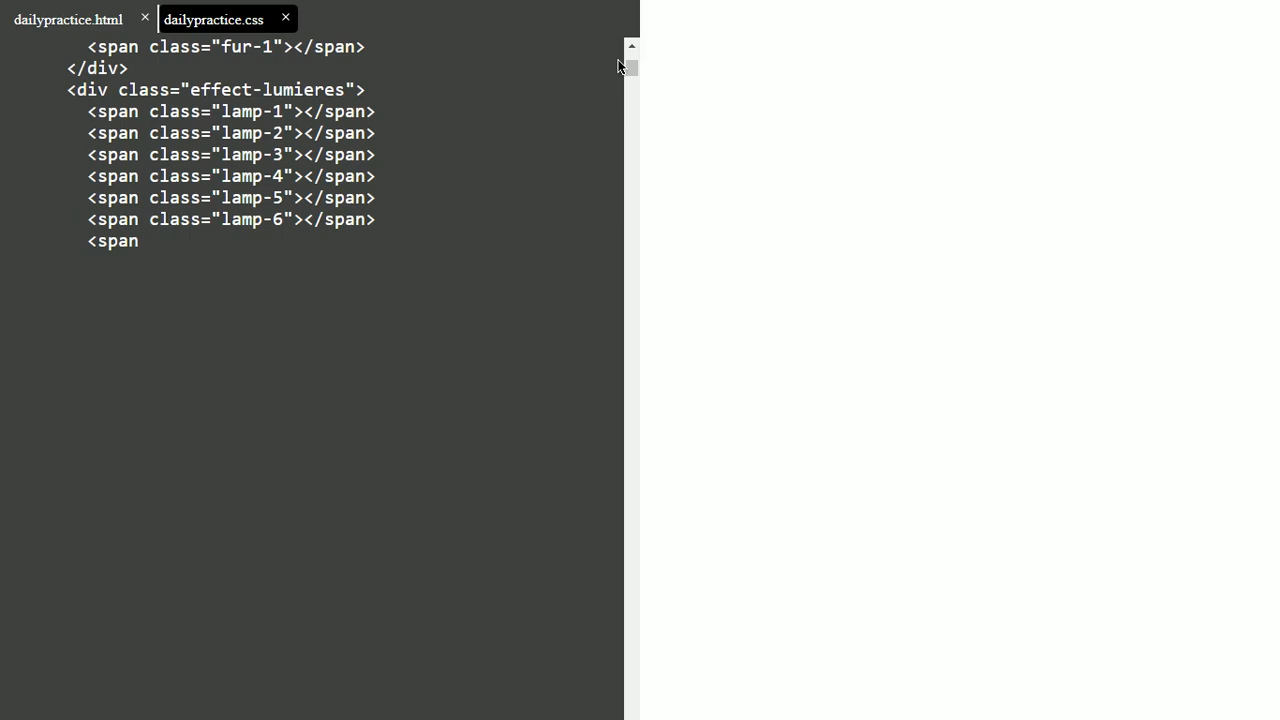 dailypractice.html × dailypractice.css ×
<span class="fur-1"></span>
</div>
<div class="effect-lumieres">
<span class="lamp-1"></span>
<span class="lamp-2"></span>
<span class="lamp-3"></span>
<span class="lamp-4"></span>
<span class="lamp-5"></span>
<span class="lamp-6"></span>
<span